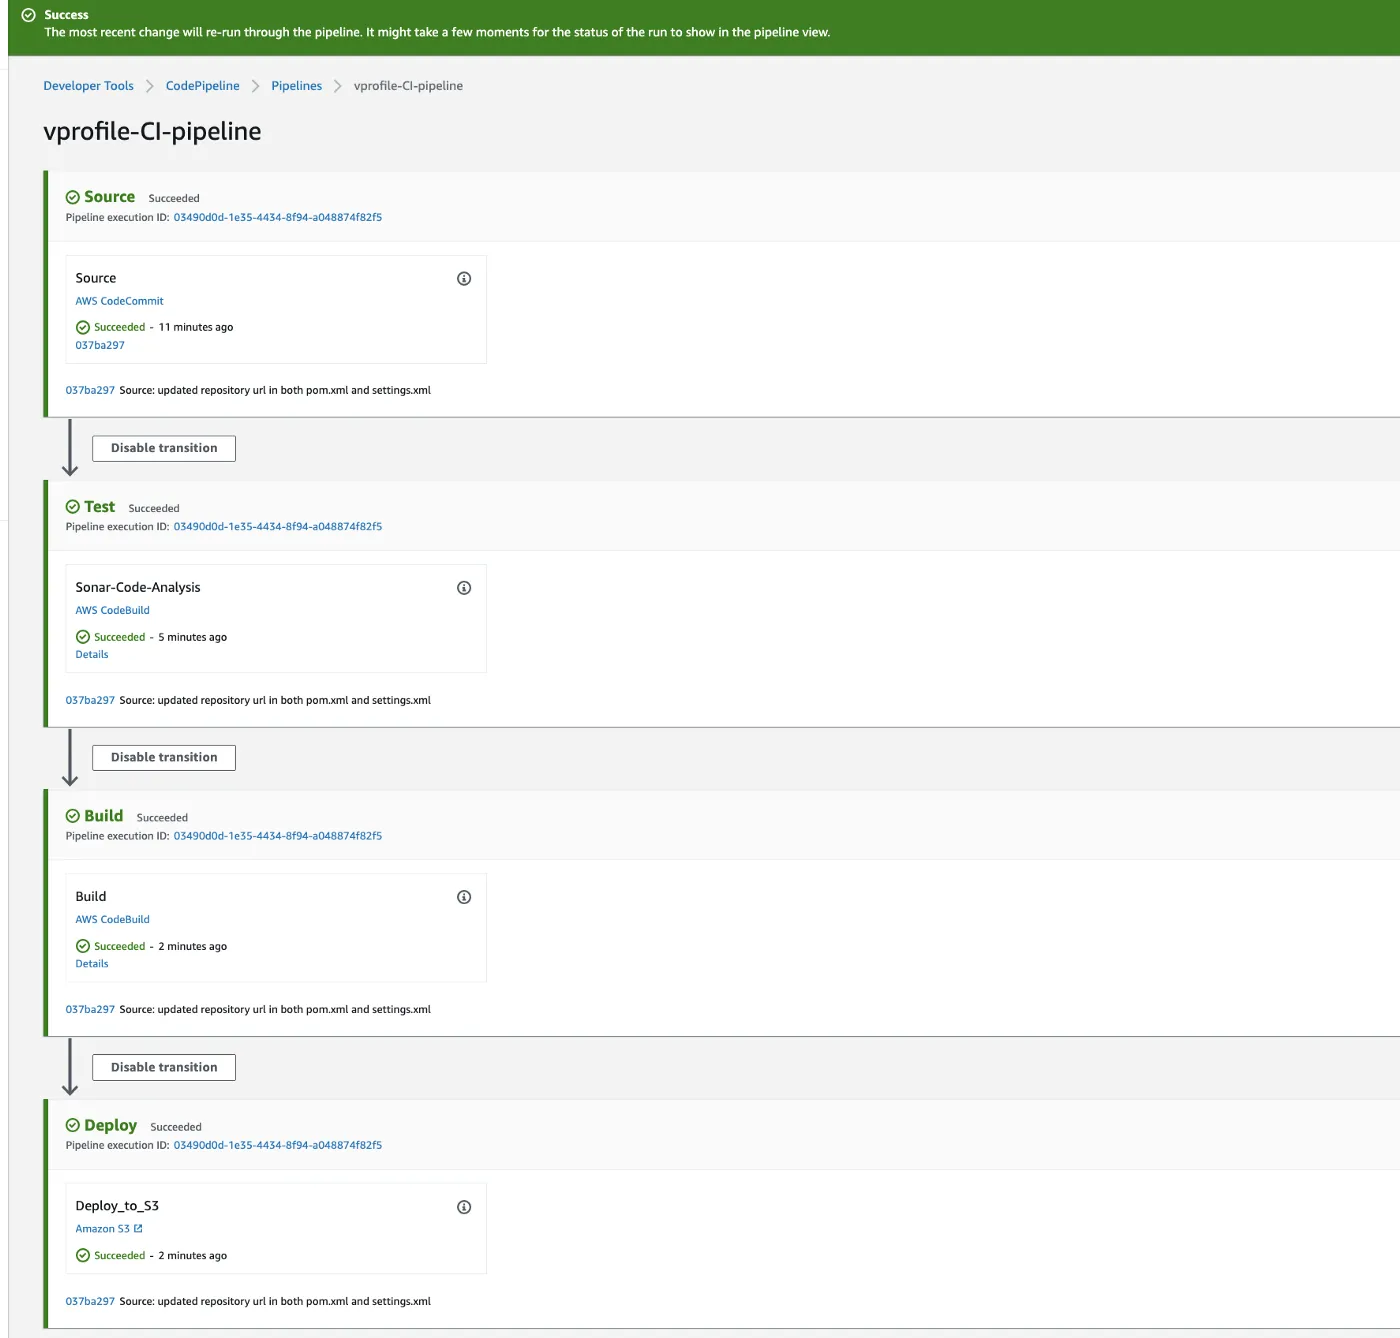 Success
The most recent change will re-run through the pipeline. It might take a few moments for the status of the run to show in the pipeline view.
Developer Tools > CodePipeline > Pipelines > vprofile-CI-pipeline
vprofile-CI-pipeline
Source Succeeded
Pipeline execution ID: 03490d0d-1e35-4434-8f94-a048874f82f5
Source
AWS CodeCommit
Succeeded - 11 minutes ago
037ba297
037ba297 Source: updated repository url in both pom.xml and settings.xml
Disable transition
Test Succeeded
Pipeline execution ID: 03490d0d-1e35-4434-8f94-a048874f82f5
Sonar-Code-Analysis
AWS CodeBuild
Succeeded - 5 minutes ago
Details
037ba297 Source: updated repository url in both pom.xml and settings.xml
Disable transition
Build Succeeded
Pipeline execution ID: 03490d0d-1e35-4434-8f94-a048874f82f5
Build
AWS CodeBuild
Succeeded - 2 minutes ago
Details
037ba297 Source: updated repository url in both pom.xml and settings.xml
Disable transition
Deploy Succeeded
Pipeline execution ID: 03490d0d-1e35-4434-8f94-a048874f82f5
Deploy_to_S3
Amazon S3
Succeeded - 2 minutes ago
037ba297 Source: updated repository url in both pom.xml and settings.xml